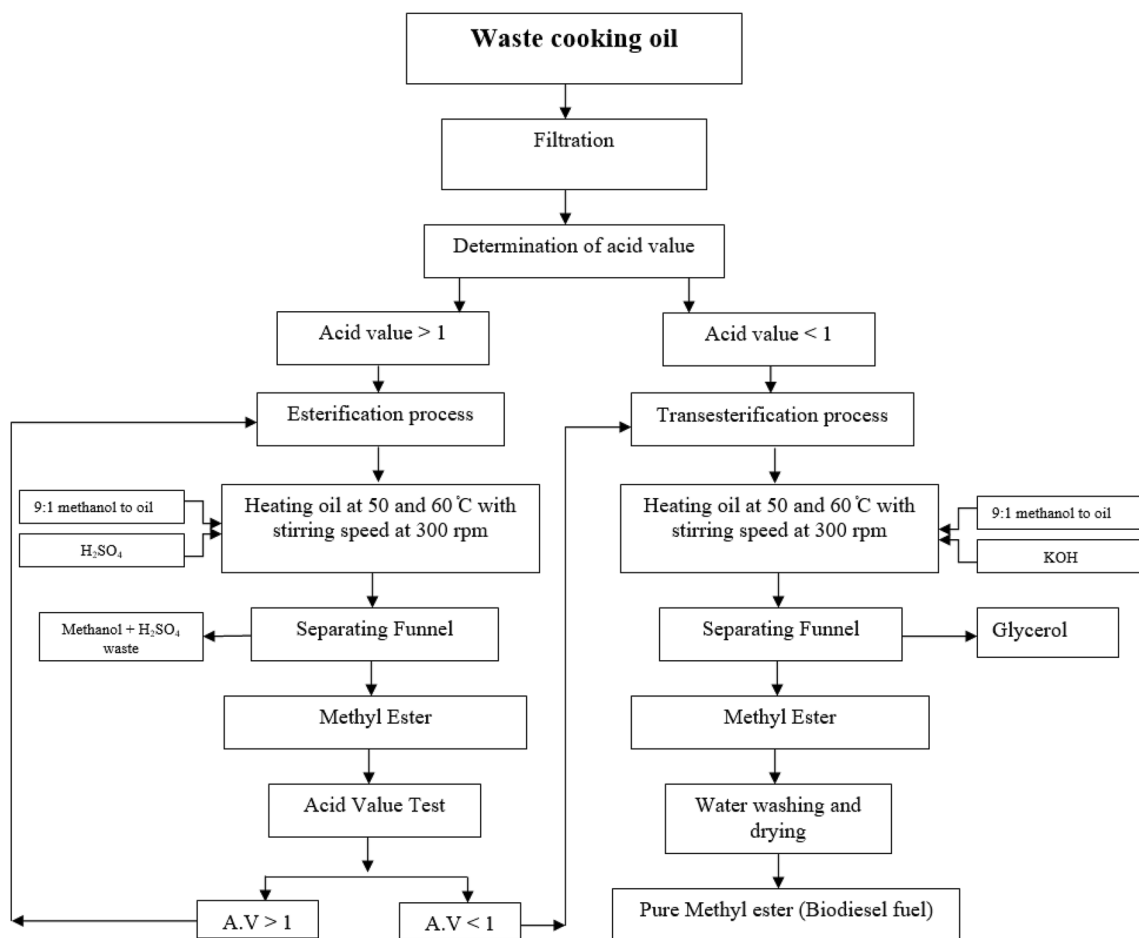 Waste cooking oil
Filtration
Determination of acid value
Acid value > 1
Acid value < 1
Esterification process
Transesterification process
9:1 methanol to oil
H₂SO₄
Heating oil at 50 and 60 ℃ with
stirring speed at 300 rpm
Heating oil at 50 and 60 ℃ with
stirring speed at 300 rpm
9:1 methanol to oil
KOH
Methanol + H₂SO₄
waste
Separating Funnel
Separating Funnel
Glycerol
Methyl Ester
Methyl Ester
Acid Value Test
Water washing and
drying
A.V > 1
A.V < 1
Pure Methyl ester (Biodiesel fuel)